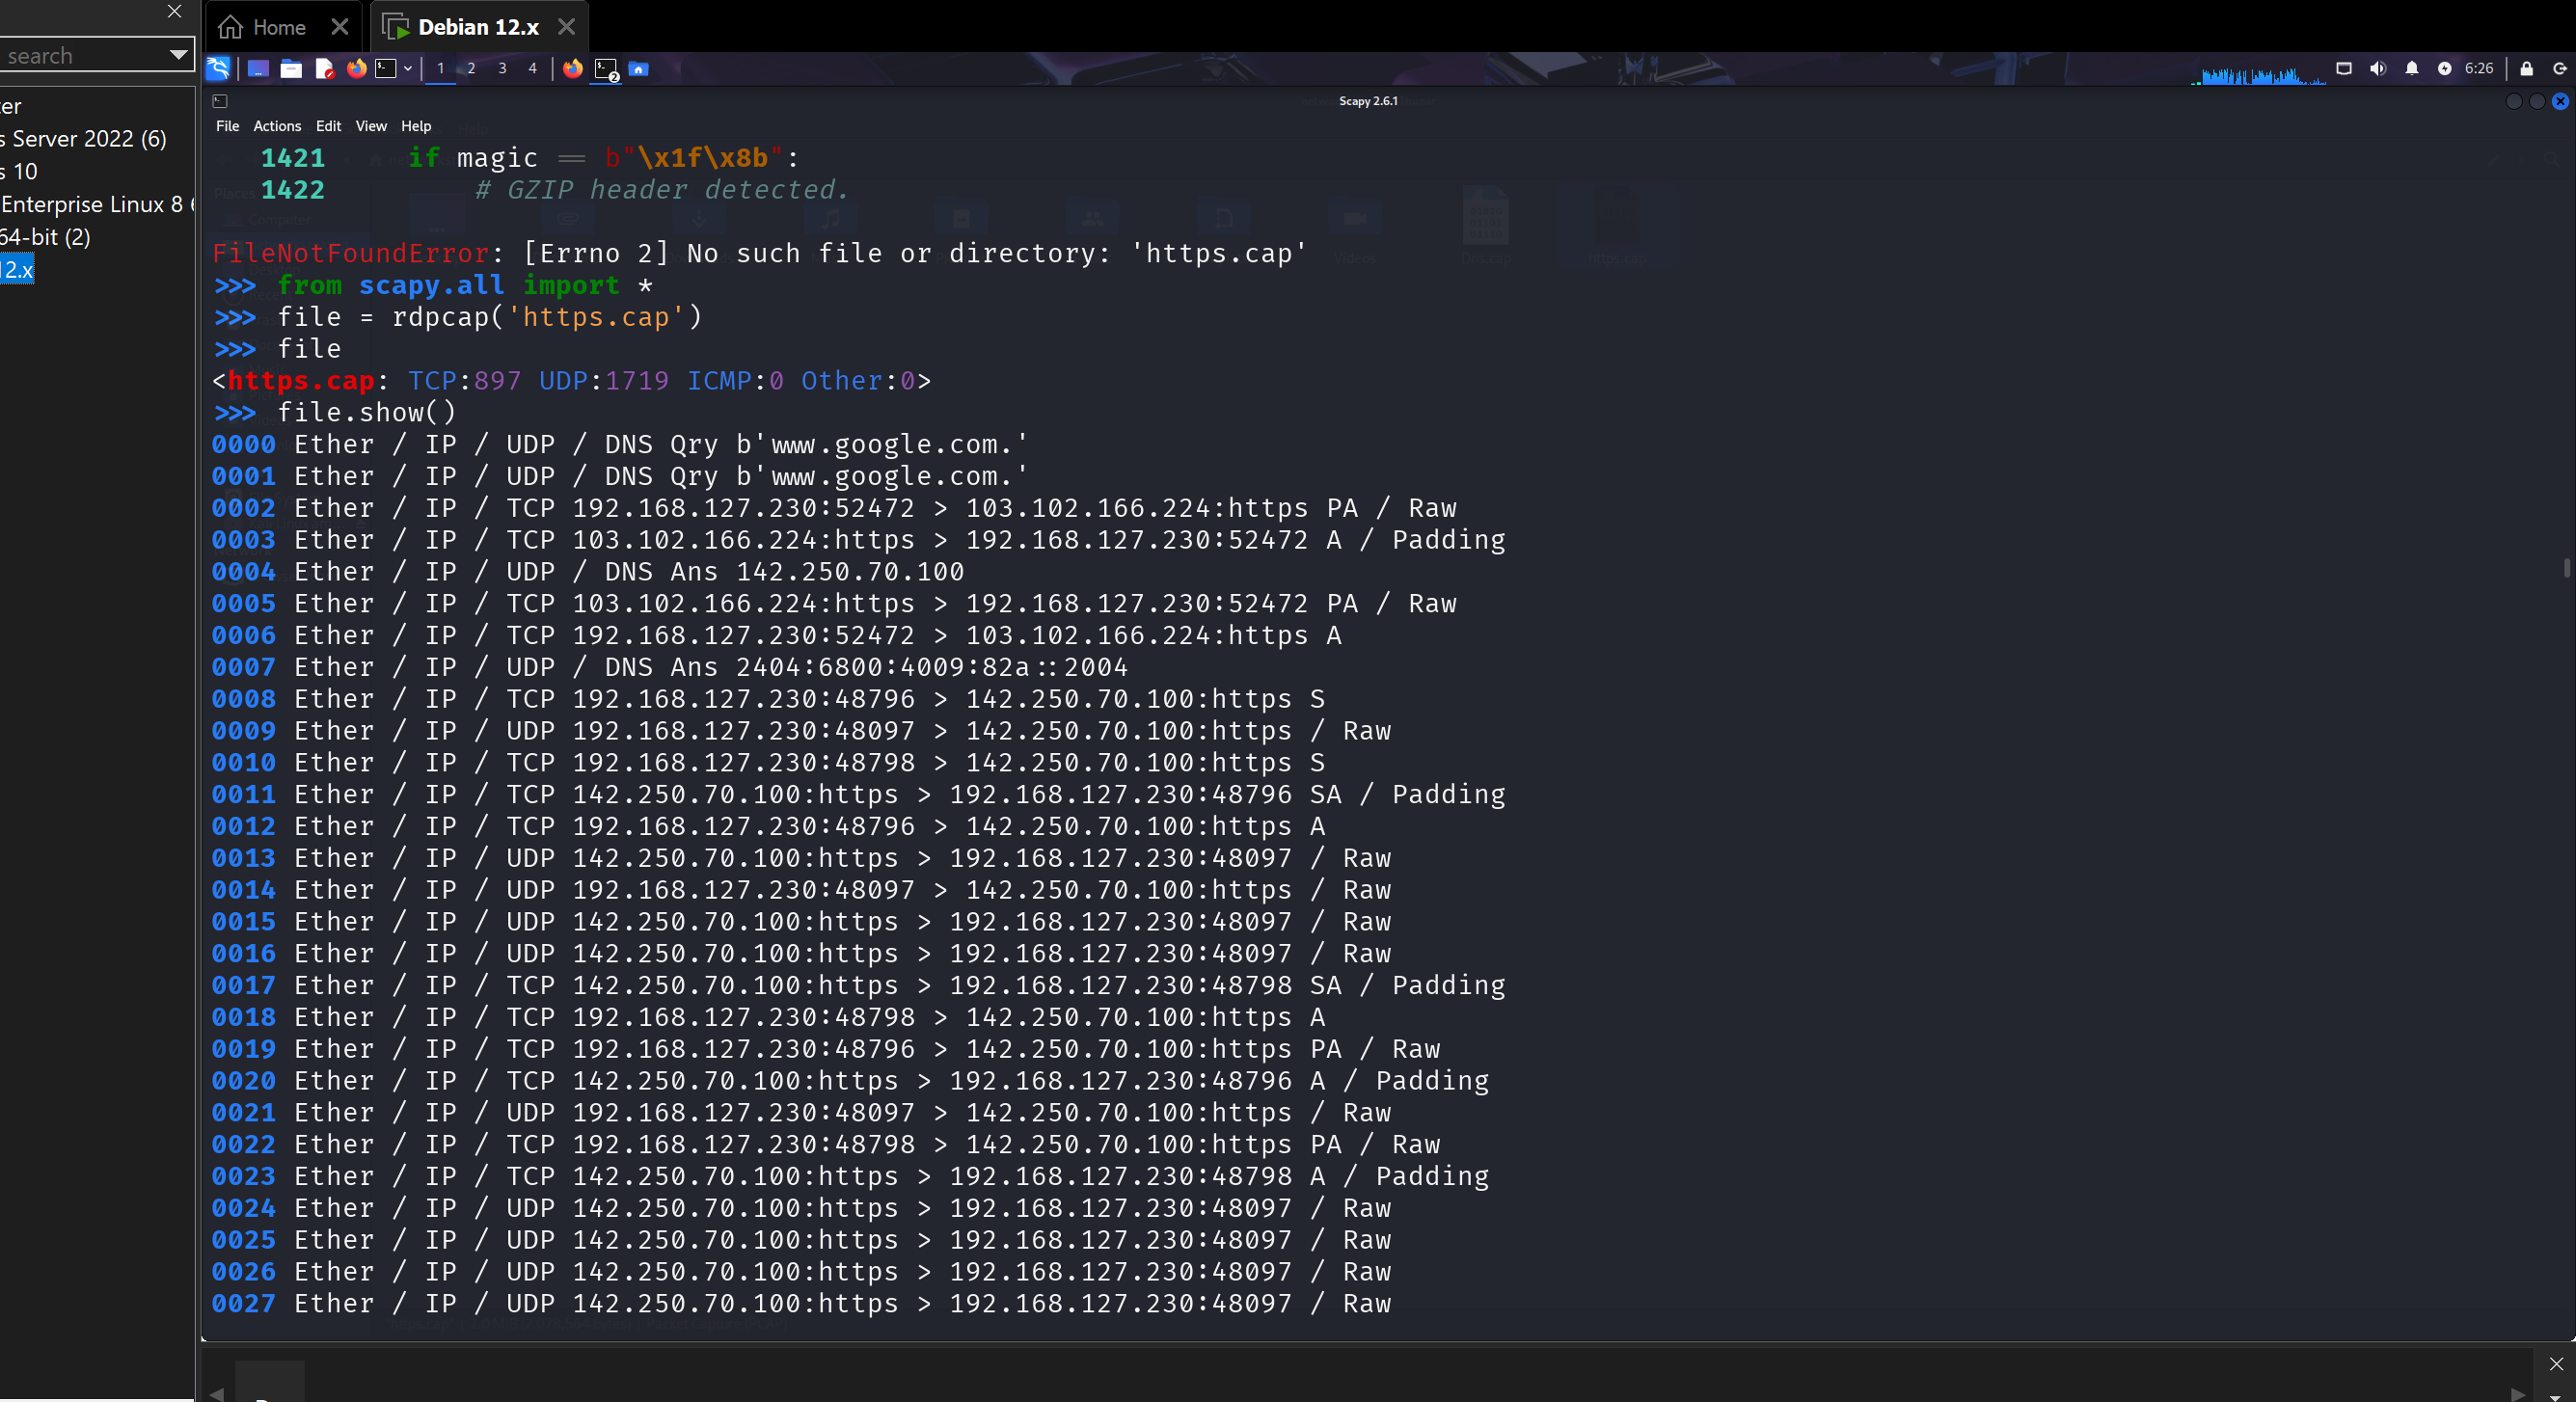 Home
Debian 12.x
search
1 2 3 4
6:26
ter
s Server 2022 (6)
s 10
Enterprise Linux 8 6
64-bit (2)
12.x
Scapy 2.6.1
File Actions Edit View Help
1421 if magic == b"\x1f\x8b":
1422 # GZIP header detected.
FileNotFoundError: [Errno 2] No such file or directory: 'https.cap'
>>> from scapy.all import *
>>> file = rdpcap('https.cap')
>>> file
<https.cap: TCP:897 UDP:1719 ICMP:0 Other:0>
>>> file.show()
0000 Ether / IP / UDP / DNS Qry b'www.google.com.'
0001 Ether / IP / UDP / DNS Qry b'www.google.com.'
0002 Ether / IP / TCP 192.168.127.230:52472 > 103.102.166.224:https PA / Raw
0003 Ether / IP / TCP 103.102.166.224:https > 192.168.127.230:52472 A / Padding
0004 Ether / IP / UDP / DNS Ans 142.250.70.100
0005 Ether / IP / TCP 103.102.166.224:https > 192.168.127.230:52472 PA / Raw
0006 Ether / IP / TCP 192.168.127.230:52472 > 103.102.166.224:https A
0007 Ether / IP / UDP / DNS Ans 2404:6800:4009:82a::2004
0008 Ether / IP / TCP 192.168.127.230:48796 > 142.250.70.100:https S
0009 Ether / IP / UDP 192.168.127.230:48097 > 142.250.70.100:https / Raw
0010 Ether / IP / TCP 192.168.127.230:48798 > 142.250.70.100:https S
0011 Ether / IP / TCP 142.250.70.100:https > 192.168.127.230:48796 SA / Padding
0012 Ether / IP / TCP 192.168.127.230:48796 > 142.250.70.100:https A
0013 Ether / IP / UDP 142.250.70.100:https > 192.168.127.230:48097 / Raw
0014 Ether / IP / UDP 192.168.127.230:48097 > 142.250.70.100:https / Raw
0015 Ether / IP / UDP 142.250.70.100:https > 192.168.127.230:48097 / Raw
0016 Ether / IP / UDP 142.250.70.100:https > 192.168.127.230:48097 / Raw
0017 Ether / IP / TCP 142.250.70.100:https > 192.168.127.230:48798 SA / Padding
0018 Ether / IP / TCP 192.168.127.230:48798 > 142.250.70.100:https A
0019 Ether / IP / TCP 192.168.127.230:48796 > 142.250.70.100:https PA / Raw
0020 Ether / IP / TCP 142.250.70.100:https > 192.168.127.230:48796 A / Padding
0021 Ether / IP / UDP 192.168.127.230:48097 > 142.250.70.100:https / Raw
0022 Ether / IP / TCP 192.168.127.230:48798 > 142.250.70.100:https PA / Raw
0023 Ether / IP / TCP 142.250.70.100:https > 192.168.127.230:48798 A / Padding
0024 Ether / IP / UDP 142.250.70.100:https > 192.168.127.230:48097 / Raw
0025 Ether / IP / UDP 142.250.70.100:https > 192.168.127.230:48097 / Raw
0026 Ether / IP / UDP 142.250.70.100:https > 192.168.127.230:48097 / Raw
0027 Ether / IP / UDP 142.250.70.100:https > 192.168.127.230:48097 / Raw